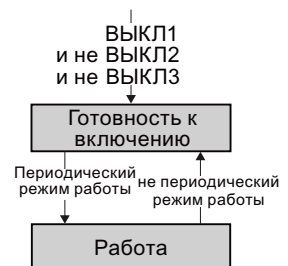 ВЫКЛ1
и не ВЫКЛ2
и не ВЫКЛ3
Готовность к
включению
Периодический
режим работы
не периодический
режим работы
Работа